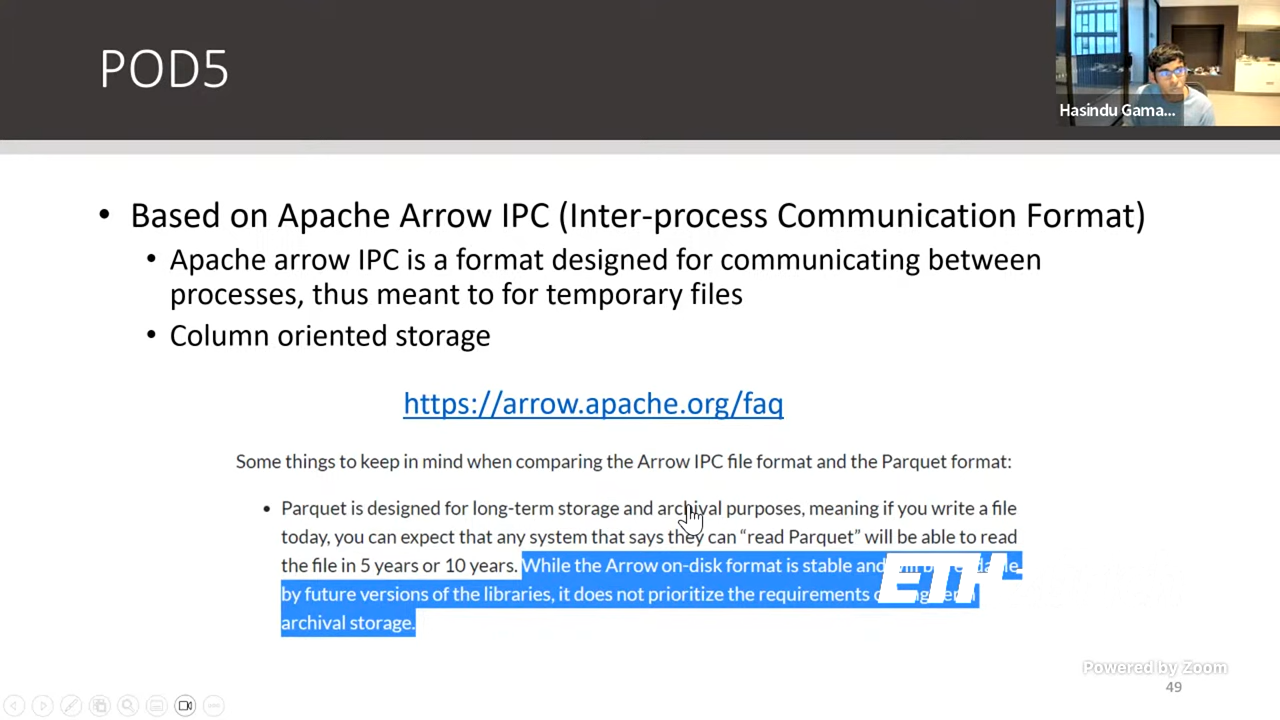 POD5
Hasindu Gama...
• Based on Apache Arrow IPC (Inter-process Communication Format)
• Apache arrow IPC is a format designed for communicating between
processes, thus meant to for temporary files
• Column oriented storage
https://arrow.apache.org/faq
Some things to keep in mind when comparing the Arrow IPC file format and the Parquet format:
• Parquet is designed for long-term storage and archival purposes, meaning if you write a file
today, you can expect that any system that says they can “read Parquet” will be able to read
the file in 5 years or 10 years. While the Arrow on-disk format is stable and
by future versions of the libraries, it does not prioritize the requirements
archival storage.
ETH
Powered by Zoom
49